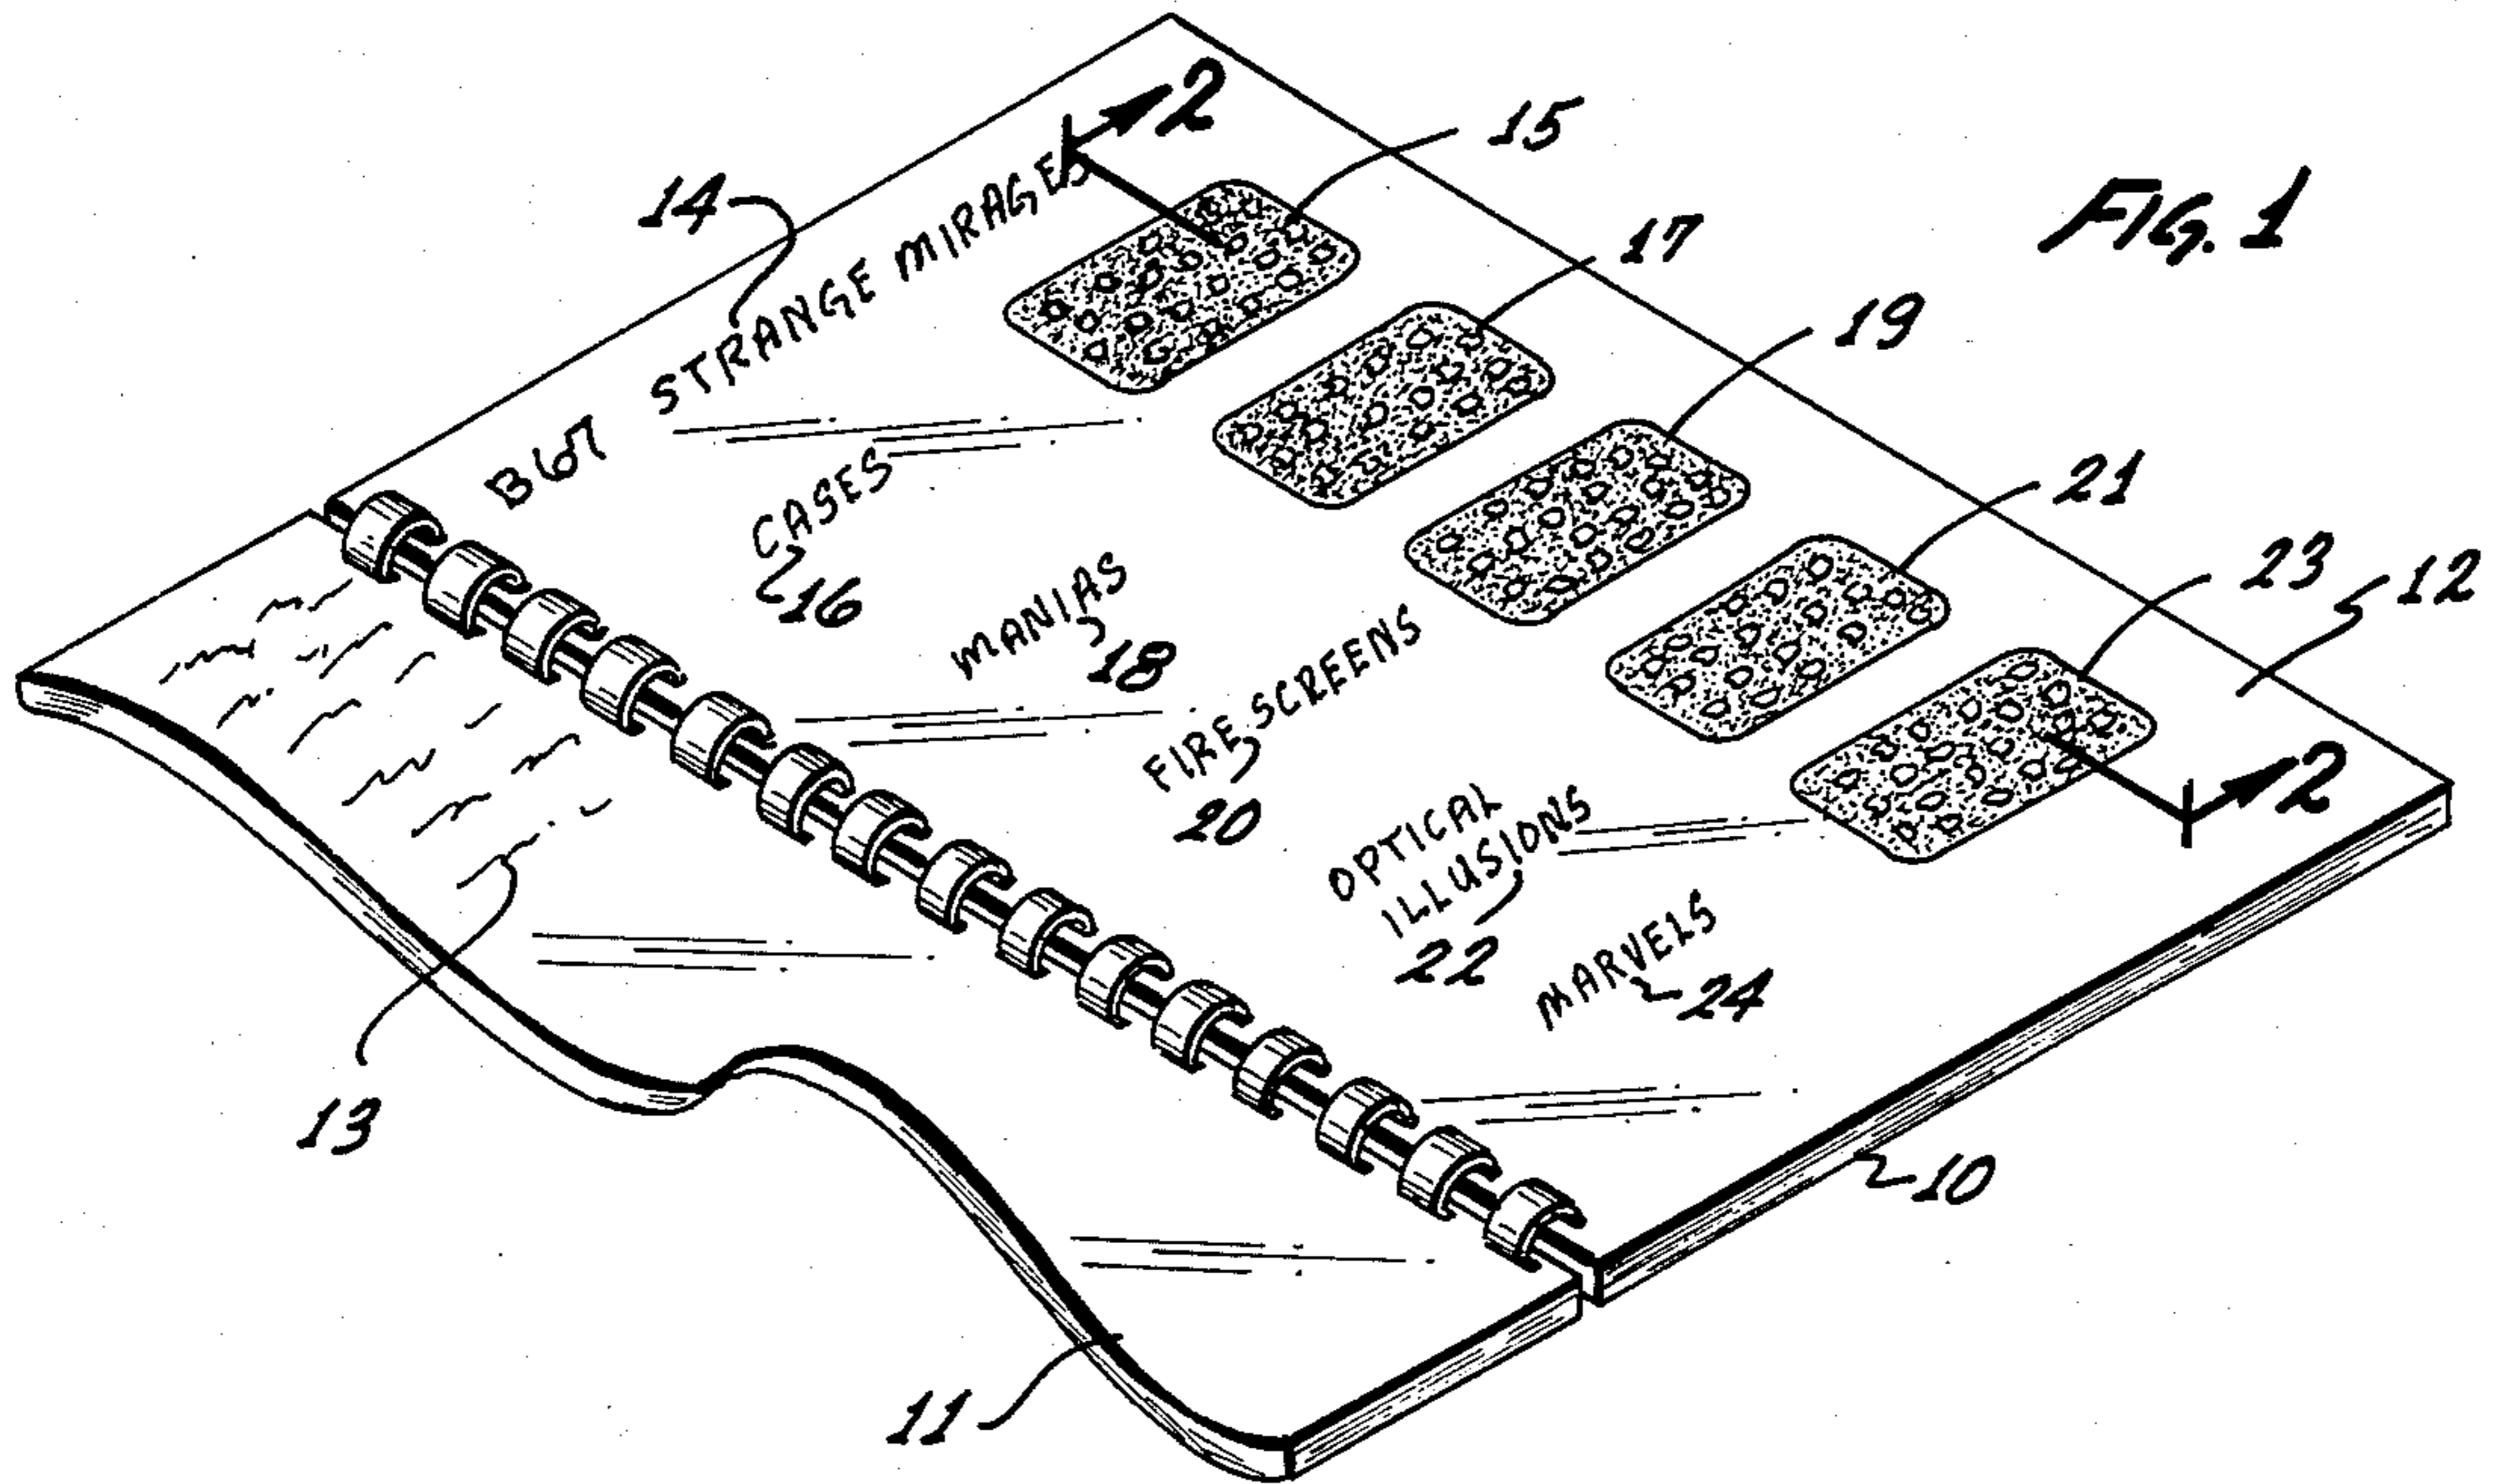 2
15
14
17
FIG. 1
19
B67 STRANGE MIRAGES
21
CASES
16
23
12
MANIAS
18
FIRE SCREENS
20
2
OPTICAL
ILLUSIONS
22
MARVELS
24
13
10
11